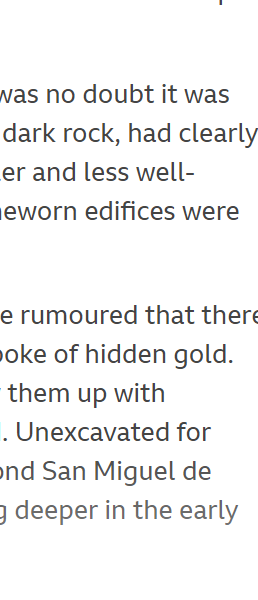 was no doubt it was
dark rock, had clearly
er and less well-
neworn edifices were
e rumoured that there
poke of hidden gold.
them up with
. Unexcavated for
ond San Miguel de
g deeper in the early